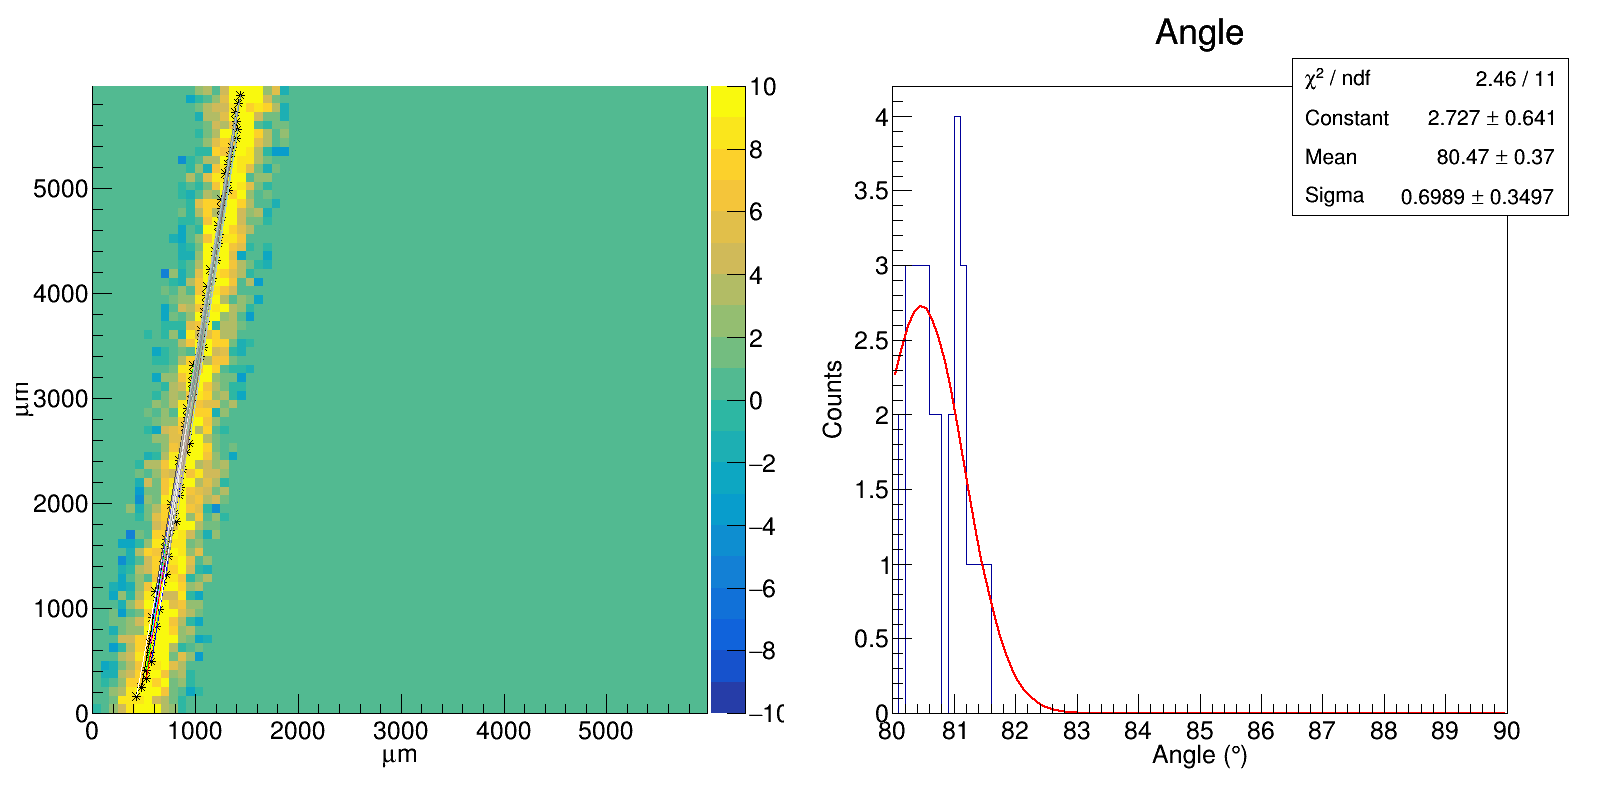 Angle
χ² / ndf 2.46 / 11
Constant 2.727 ± 0.641
Mean 80.47 ± 0.37
Sigma 0.6989 ± 0.3497
10
8
6
4
2
0
−2
−4
−6
−8
−10
5000
4000
3000
2000
1000
0
μm
0 1000 2000 3000 4000 5000
μm
4
3.5
3
2.5
2
1.5
1
0.5
0
Counts
80 81 82 83 84 85 86 87 88 89 90
Angle (°)